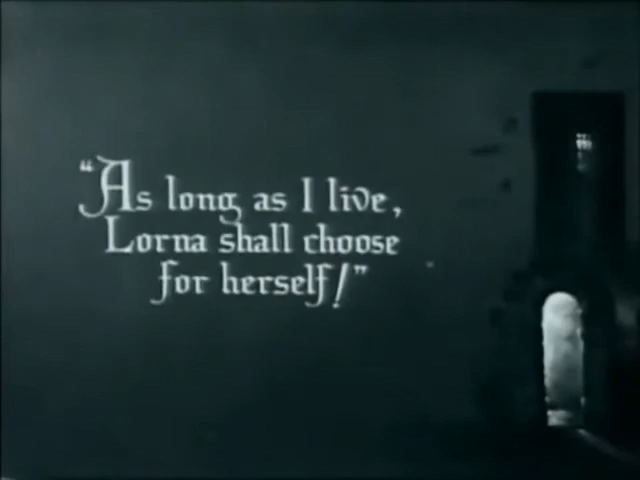 “As long as I live,
Lorna shall choose
for herself!”